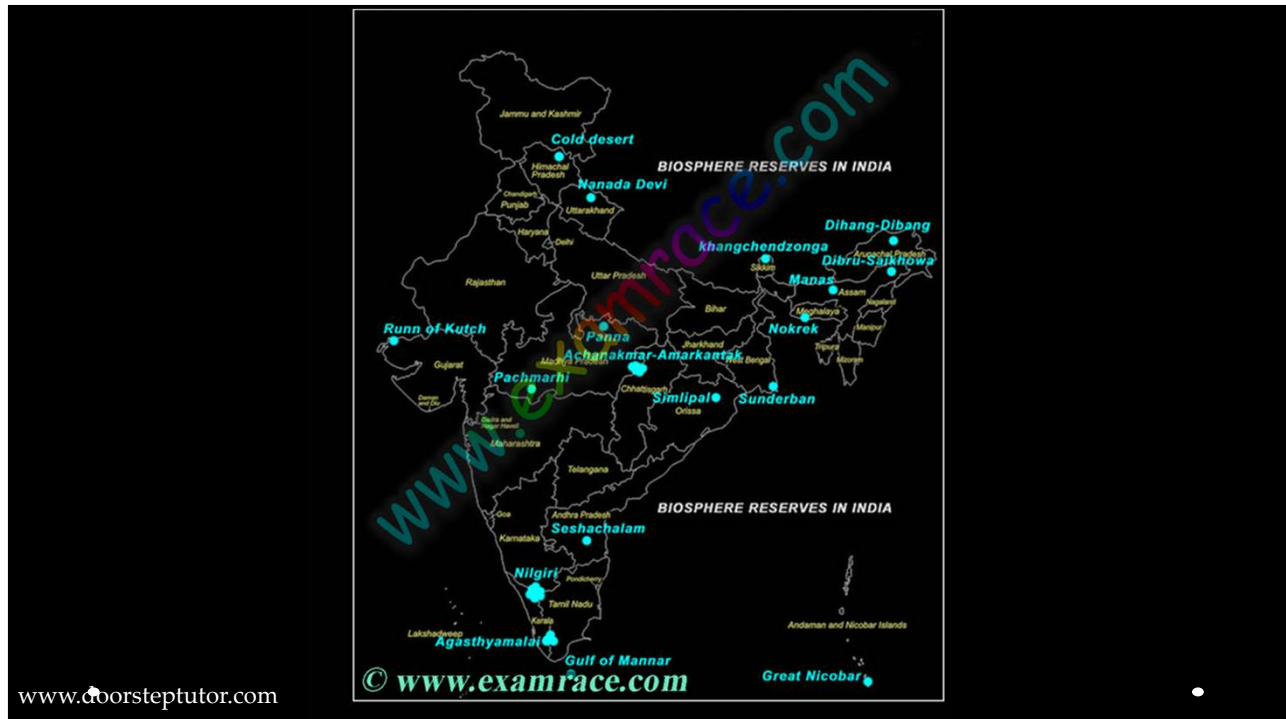 Jammu and Kashmir
Cold desert
Himachal
Pradesh
BIOSPHERE RESERVES IN INDIA
Nanada Devi
Chandigarh
Punjab
Uttarakhand
Dihang-Dibang
Haryana
Delhi
khangchendzonga
Arunachal Pradesh
Dibru-Saikhowa
Sikkim
Uttar Pradesh
Manas
Rajasthan
Assam
Nagaland
Bihar
Meghalaya
Runn of Kutch
Nokrek
Manipur
Panna
Jharkhand
Tripura
Mizoram
Achanakmar-Amarkantak
Madhya Pradesh
West Bengal
Gujarat
Pachmarhi
Chhattisgarh
Simlipal
Sunderban
Daman
and Diu
Orissa
Dadra and
Nagar Haveli
Maharashtra
www.examrace.com
Telangana
BIOSPHERE RESERVES IN INDIA
Goa
Andhra Pradesh
Seshachalam
Karnataka
Nilgiri
Pondicherry
Tamil Nadu
Kerala
Lakshadweep
Andaman and Nicobar Islands
Agasthyamalai
Gulf of Mannar
Great Nicobar
© www.examrace.com
www.doorsteptutor.com